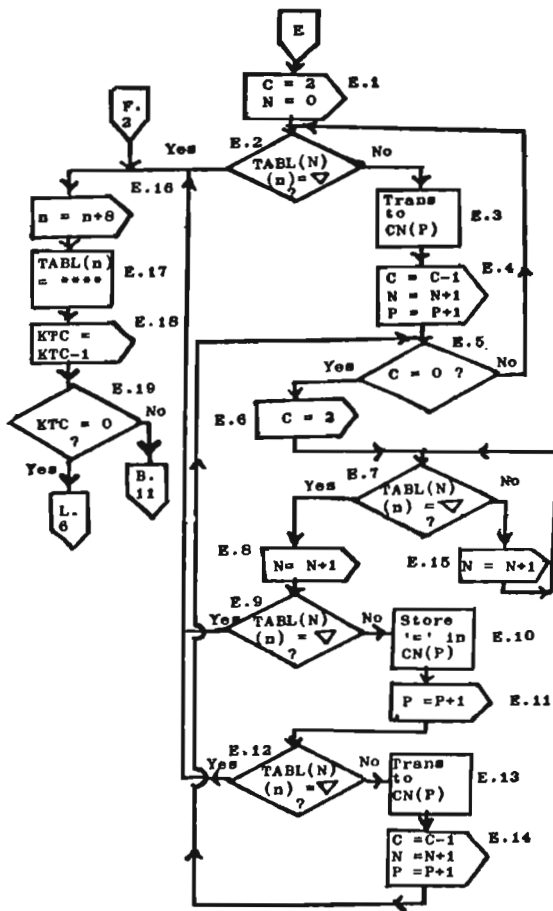 E
C = 2
N = 0
E.1
F.
2
Yes
E.2
TABL(N)
(n)=▽
?
No
E.16
n = n+8
Trans
to
CN(P)
E.3
TABL(n)
= ****
E.17
C = C-1
N = N+1
P = P+1
E.4
E.18
KTC =
KTC-1
E.5
Yes
C = 0 ?
No
E.19
KTC = 0
?
No
Yes
E.6
C = 2
L.
6
B.
11
E.7
Yes
TABL(N)
(n) = ▽
?
No
E.8
N= N+1
E.15
N = N+1
E.9
Yes
TABL(N)
(n) = ▽
?
No
Store
'=' in
CN(P)
E.10
P =P+1
E.11
E.12
Yes
TABL(N)
(n) = ▽
?
No
Trans
to
CN(P)
E.13
C =C-1
N =N+1
P =P+1
E.14